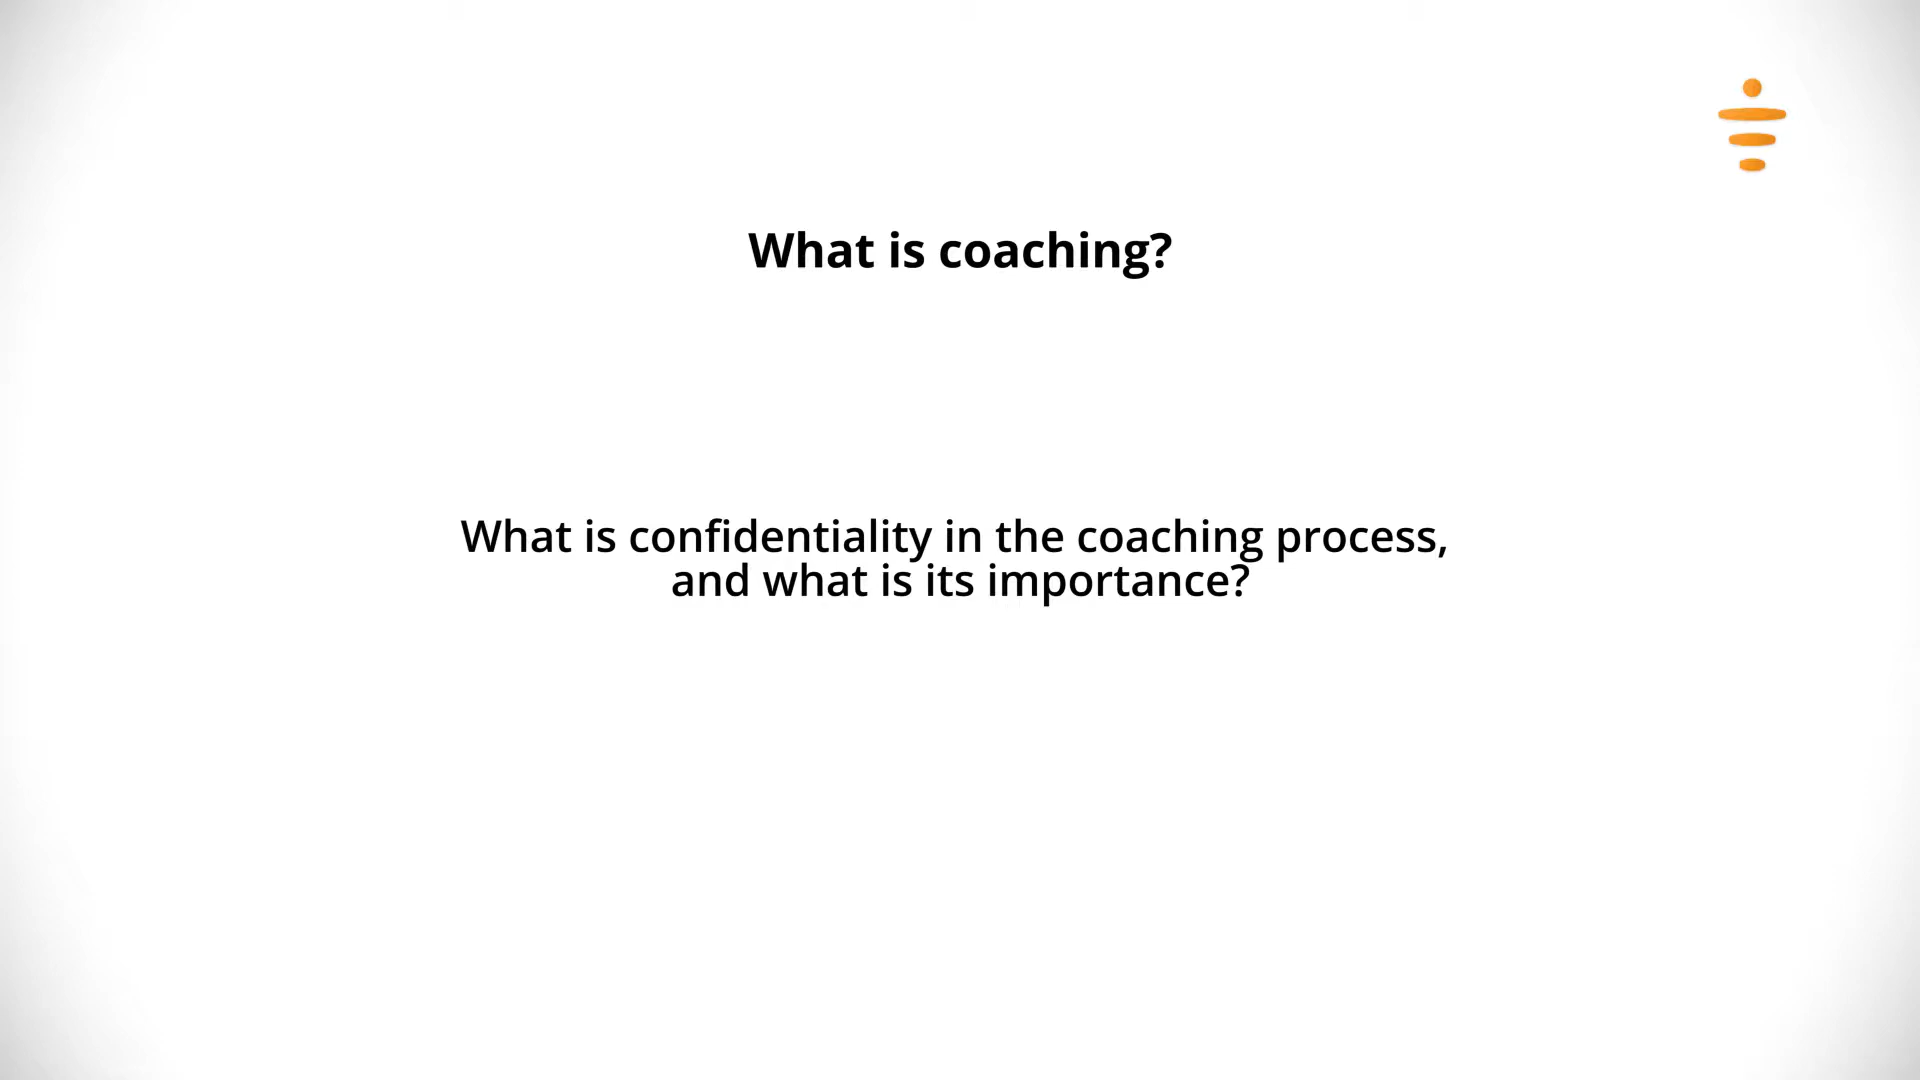 What is coaching?
What is confidentiality in the coaching process,
and what is its importance?